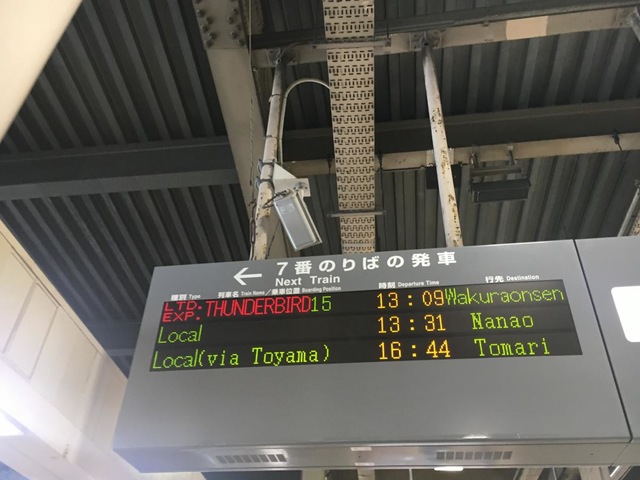 ← 7番のりばの発車
Next Train
種別 Type 列車名 Train Name／乗車位置 Boarding Position 時刻 Departure Time 行先 Destination
LTD. EXP. THUNDERBIRD 15 13:09 Wakuraonsen
Local 13:31 Nanao
Local(via Toyama) 16:44 Tomari